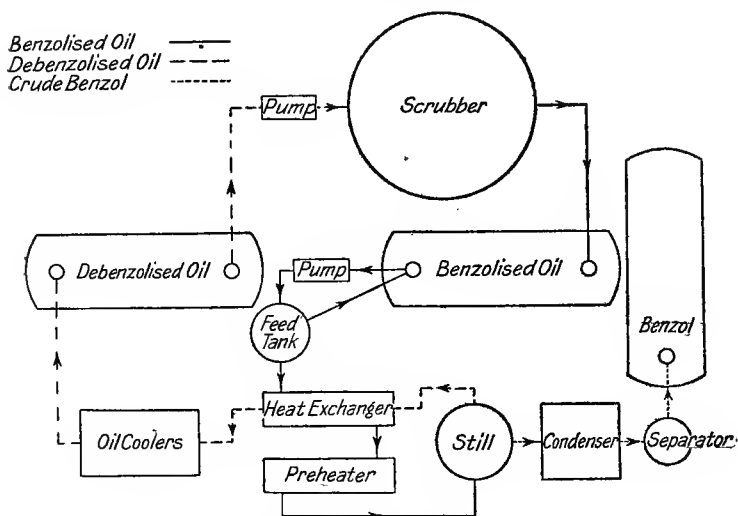 Benzolised Oil
Debenzolised Oil
Crude Benzol
Pump
Scrubber
Debenzolised Oil
Pump
Benzolised Oil
Feed
Tank
Benzol
Heat Exchanger
Oil Coolers
Preheater
Still
Condenser
Separator